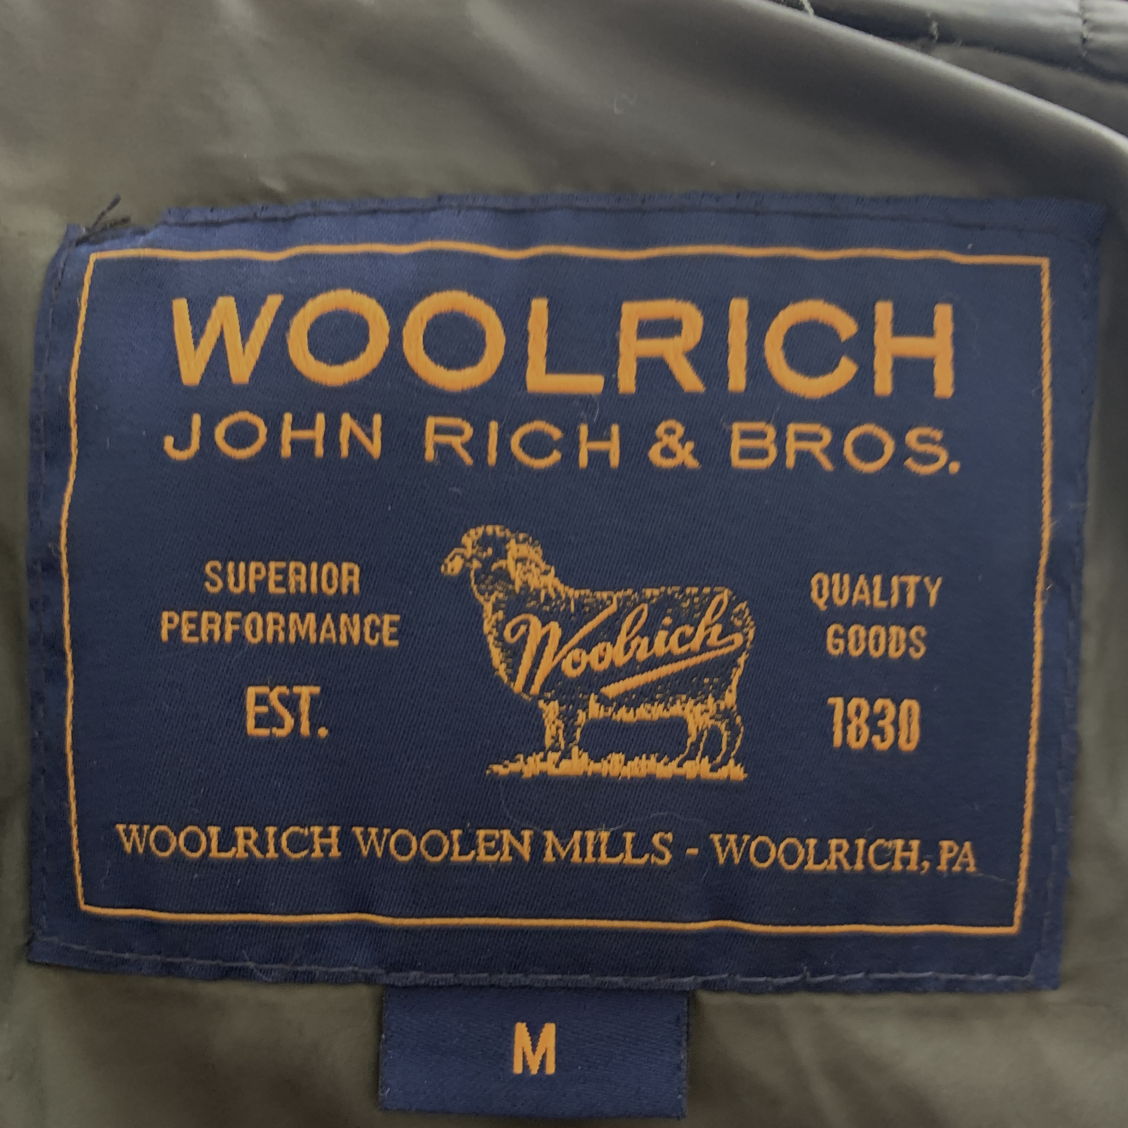 WOOLRICH
JOHN RICH & BROS.
SUPERIOR
PERFORMANCE
EST.
Woolrich
QUALITY
GOODS
1830
WOOLRICH WOOLEN MILLS - WOOLRICH, PA
M